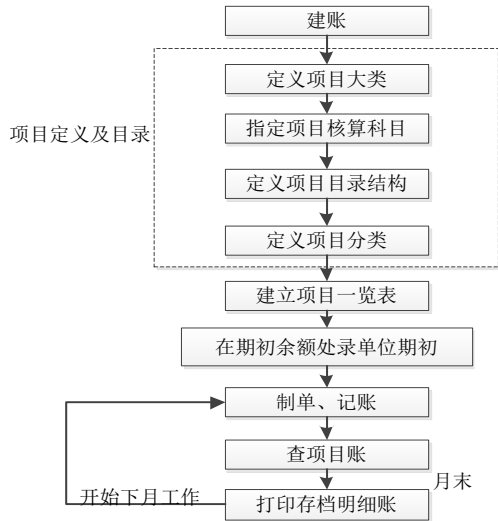 建账
定义项目大类
项目定义及目录
指定项目核算科目
定义项目目录结构
定义项目分类
建立项目一览表
在期初余额处录单位期初
制单、记账
查项目账
月末
开始下月工作
打印存档明细账